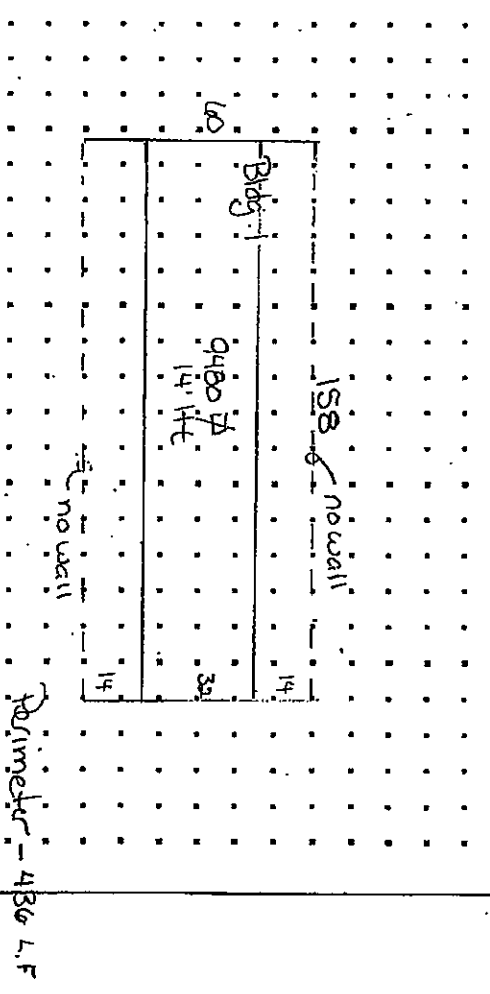 60
Bldg. 1
158
no wall
9480 ⏍
14' Ht
14
32
14
no wall
Perimeter - 436 L.F